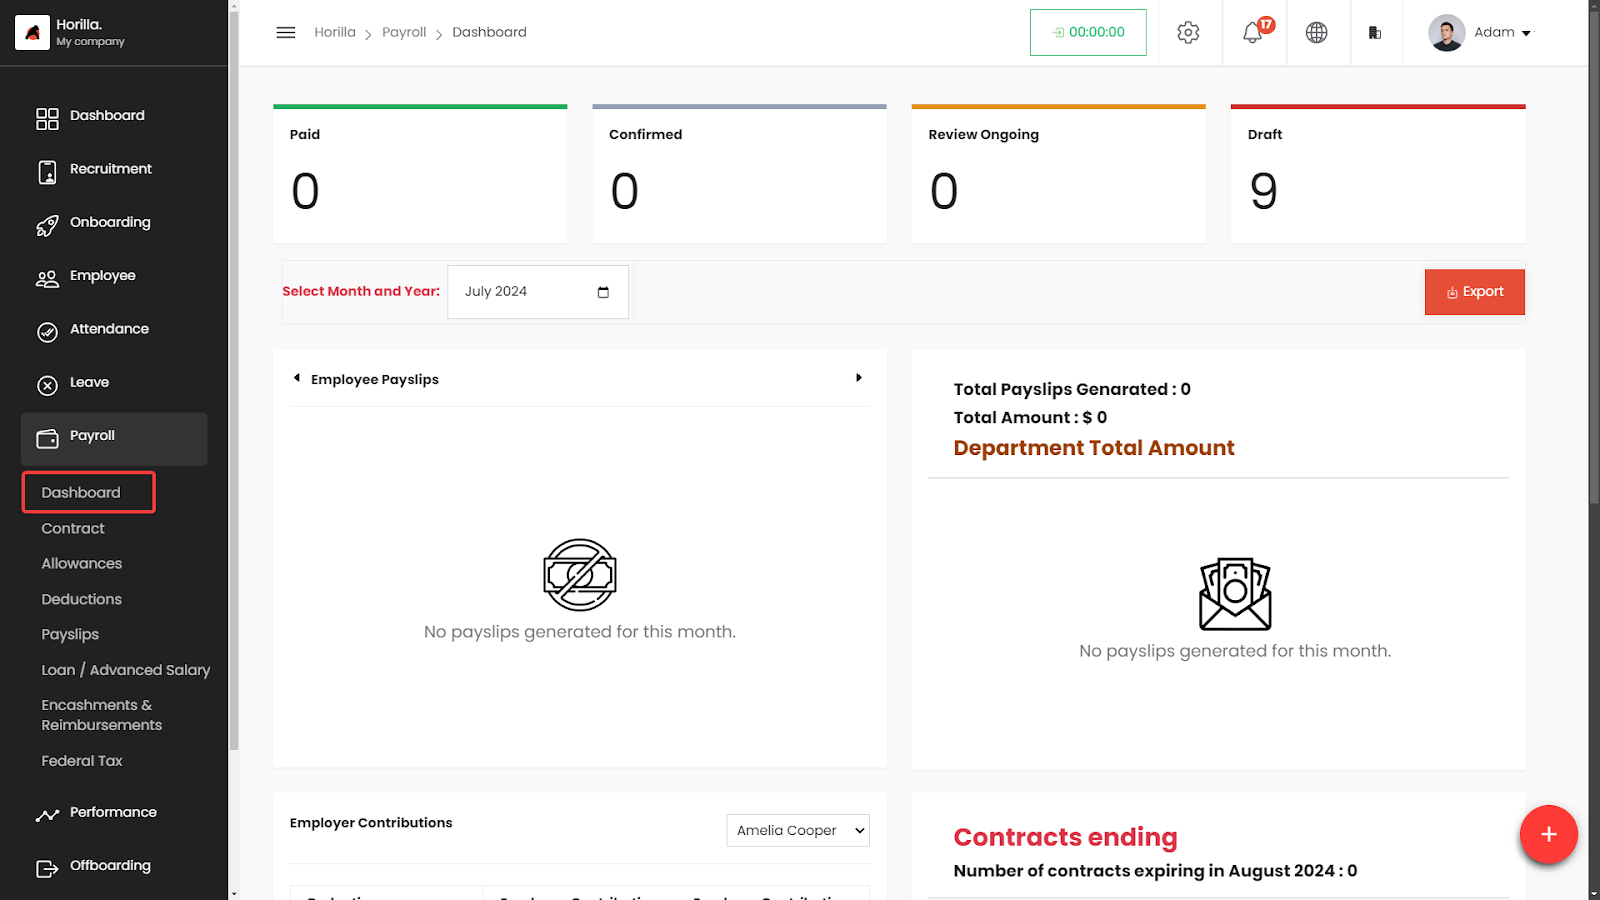 Horilla.
My company
Dashboard
Recruitment
Onboarding
Employee
Attendance
Leave
Payroll
Dashboard
Contract
Allowances
Deductions
Payslips
Loan / Advanced Salary
Encashments &
Reimbursements
Federal Tax
Performance
Offboarding
Horilla > Payroll > Dashboard
00:00:00
17
Adam
Paid
0
Confirmed
0
Review Ongoing
0
Draft
9
Select Month and Year:
July 2024
Export
Employee Payslips
No payslips generated for this month.
Total Payslips Genarated : 0
Total Amount : $ 0
Department Total Amount
No payslips generated for this month.
Employer Contributions
Amelia Cooper
Contracts ending
Number of contracts expiring in August 2024 : 0